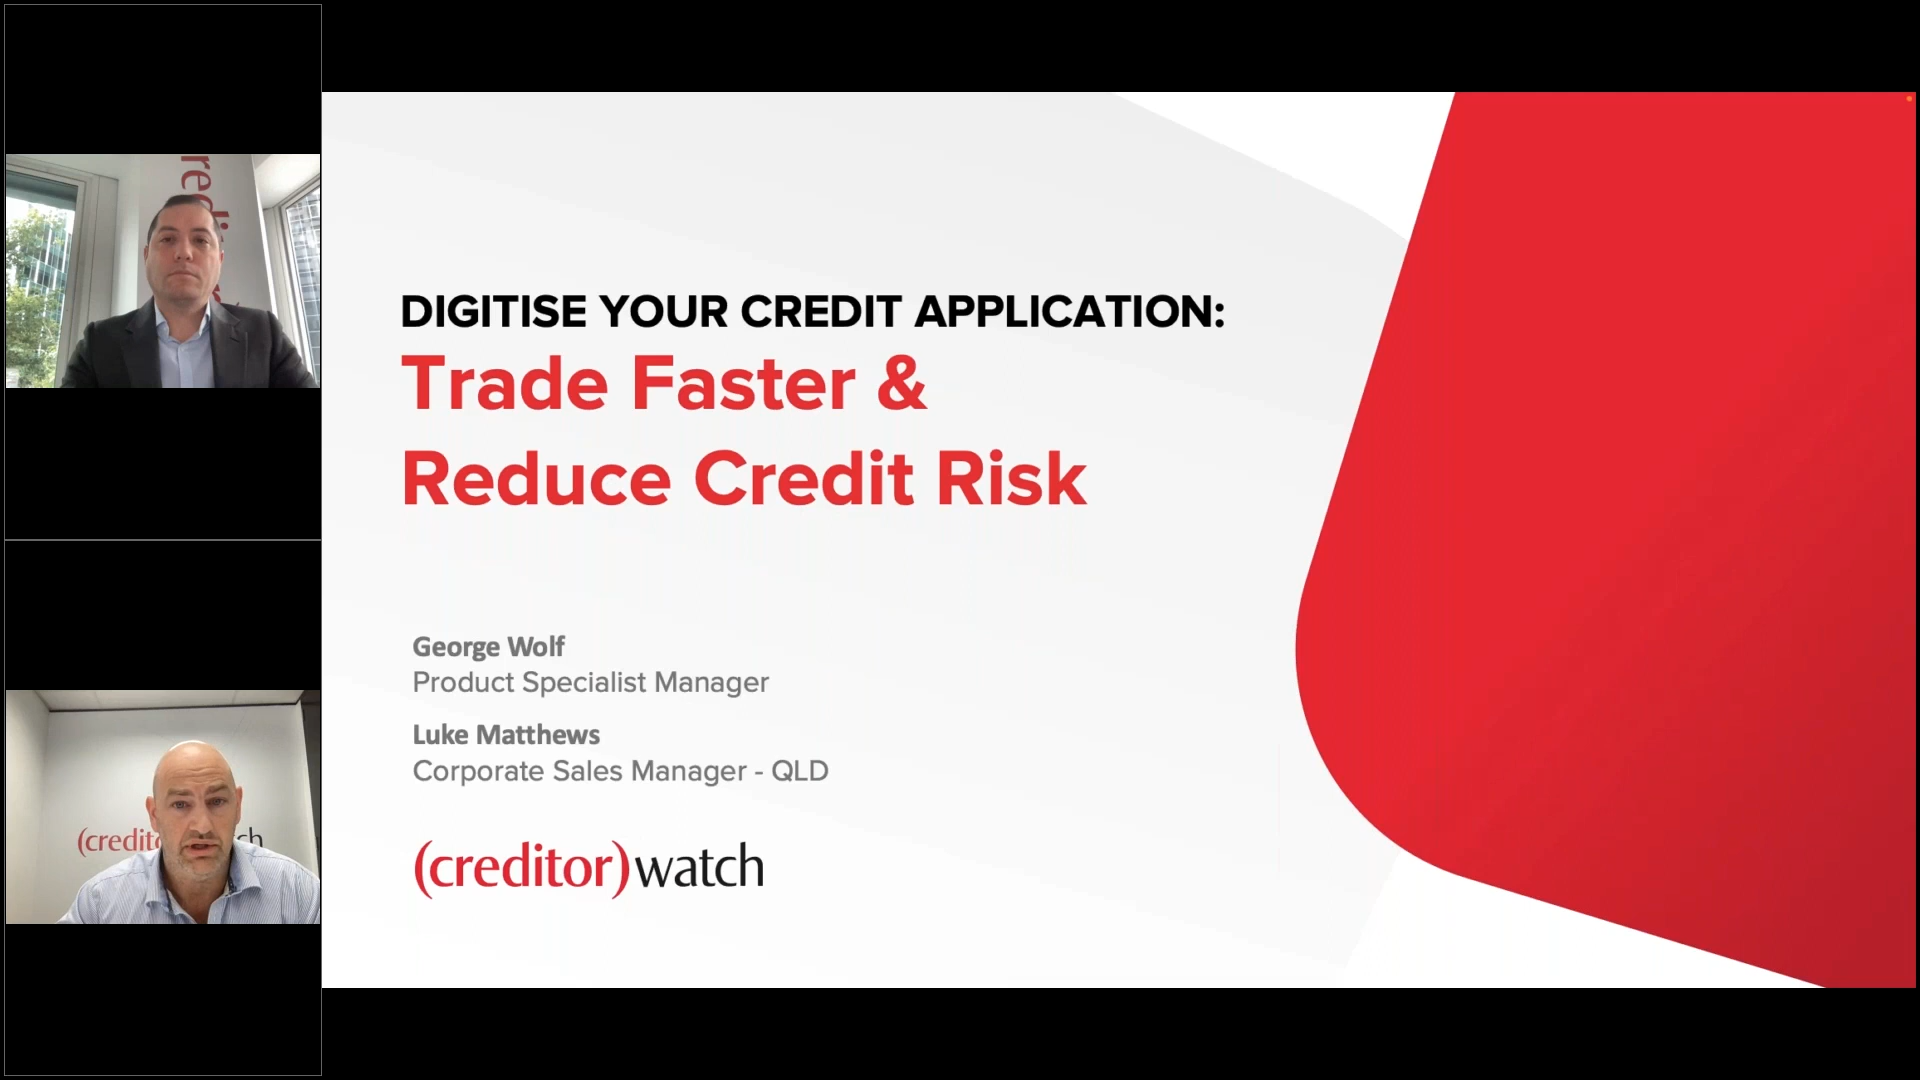 DIGITISE YOUR CREDIT APPLICATION:
Trade Faster &
Reduce Credit Risk
George Wolf
Product Specialist Manager
Luke Matthews
Corporate Sales Manager - QLD
(creditor)watch